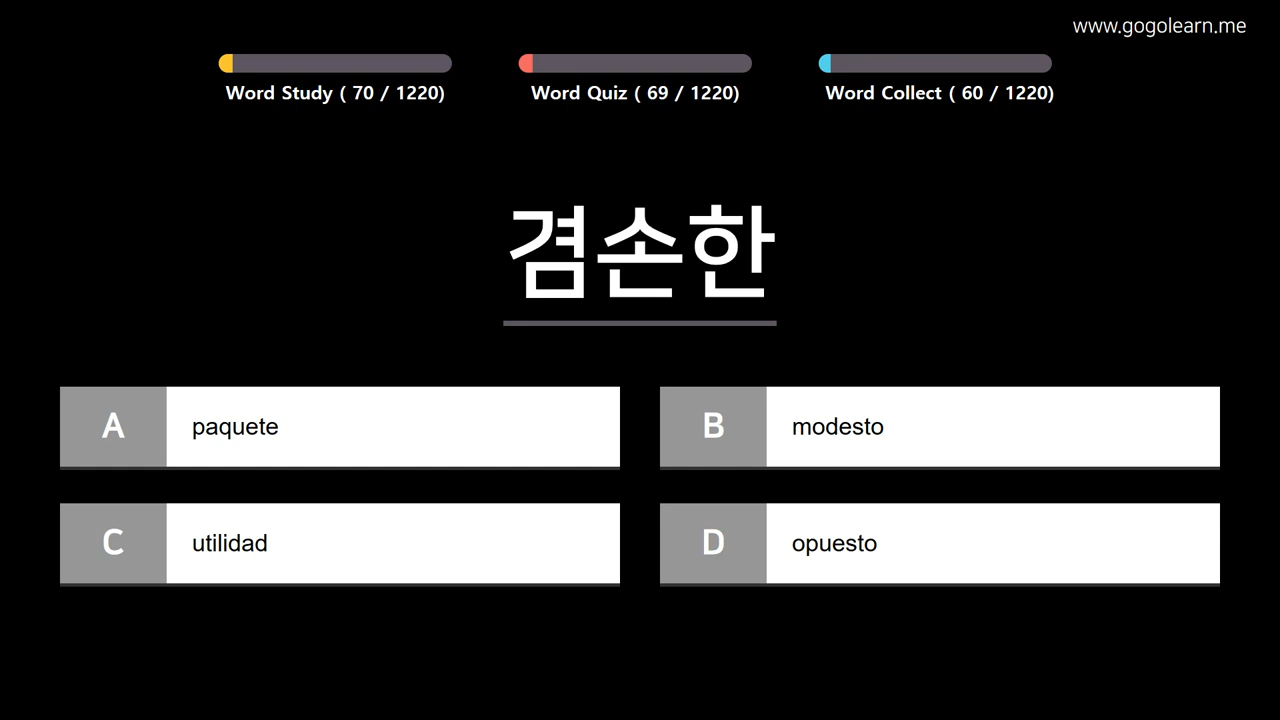 www.gogolearn.me
Word Study ( 70 / 1220)
Word Quiz ( 69 / 1220)
Word Collect ( 60 / 1220)
겸손한
A paquete
B modesto
C utilidad
D opuesto